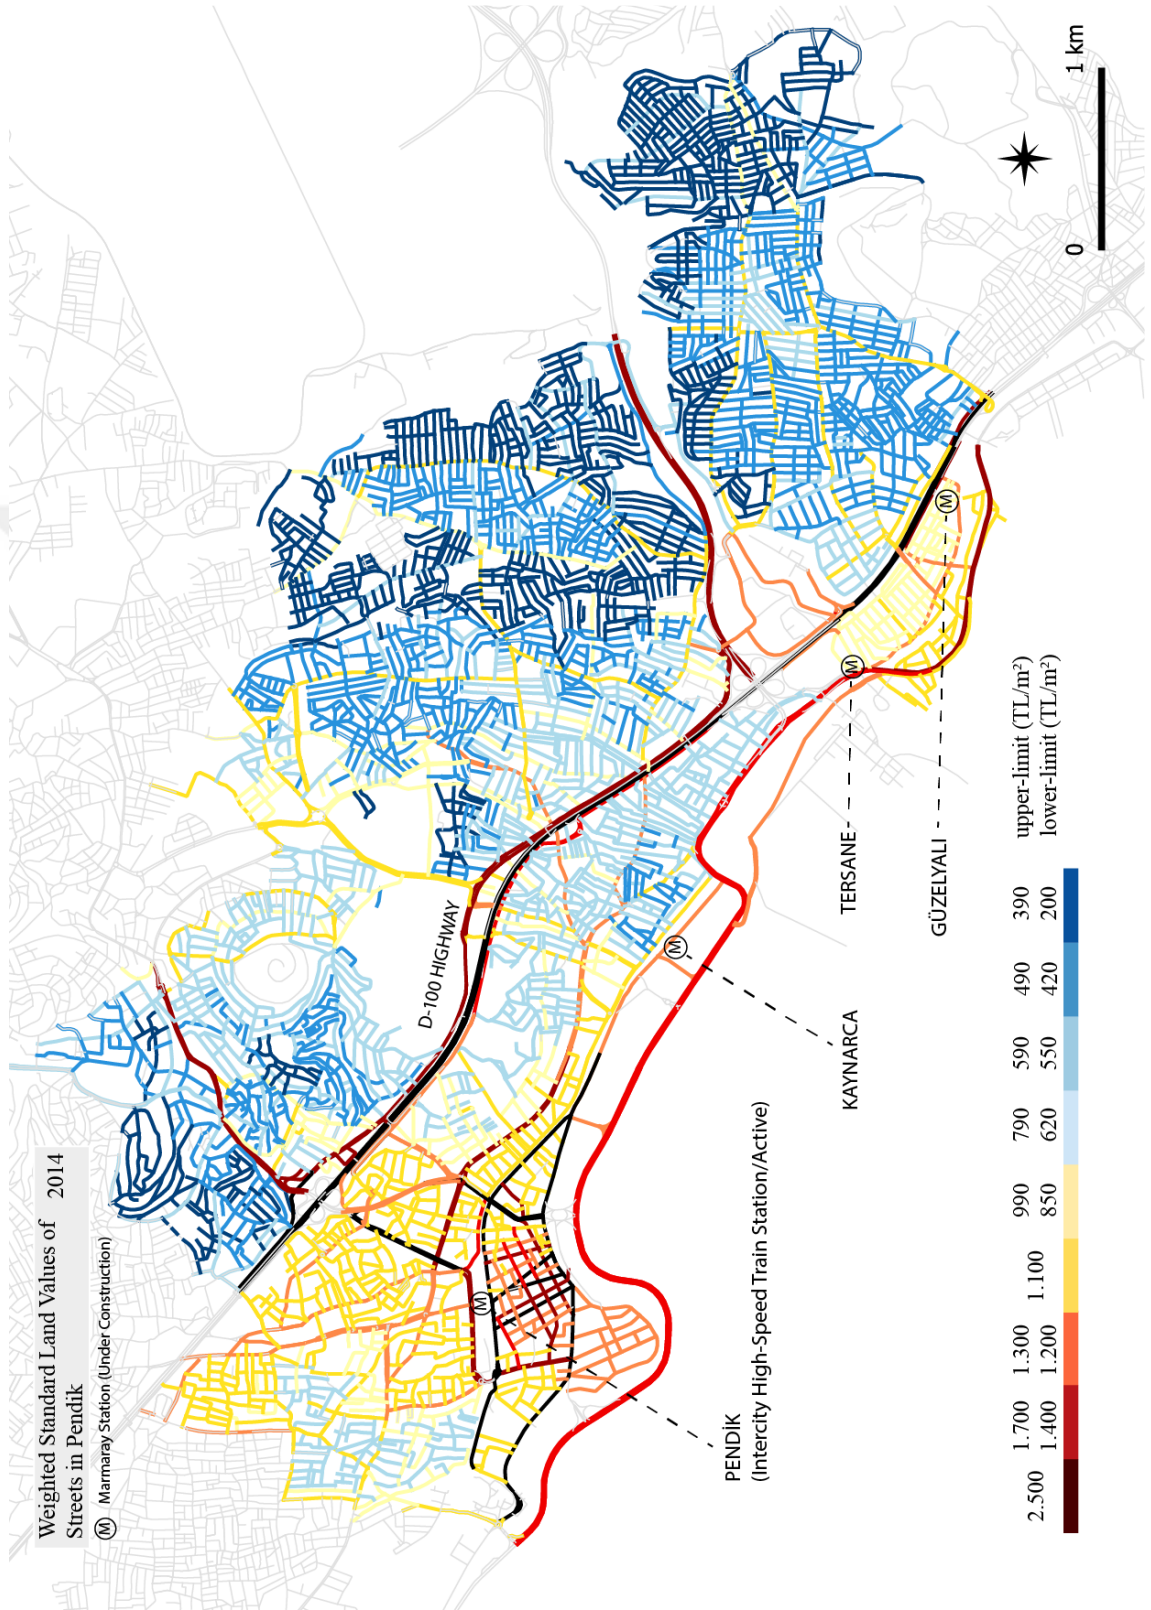 Weighted Standard Land Values of 2014
Streets in Pendik
M Marmaray Station (Under Construction)
D-100 HIGHWAY
M
M
M
M
PENDİK
(Intercity High-Speed Train Station/Active)
KAYNARCA
TERSANE
GÜZELYALI
0 1 km
2.500 1.700 1.300 1.100 990 790 590 490 390 upper-limit (TL/m²)
1.400 1.200 850 620 550 420 200 lower-limit (TL/m²)